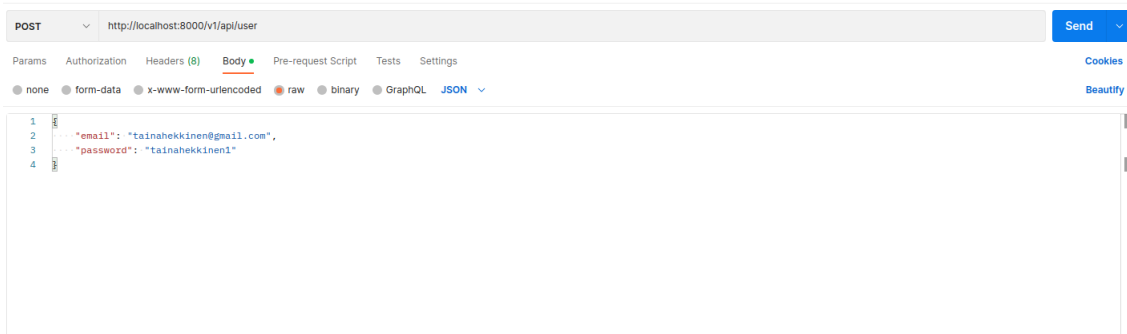 POST http://localhost:8000/v1/api/user Send
Params Authorization Headers (8) Body Pre-request Script Tests Settings Cookies
none form-data x-www-form-urlencoded raw binary GraphQL JSON Beautify
1 {
2 "email": "tainahekkinen@gmail.com",
3 "password": "tainahekkinen1"
4 }